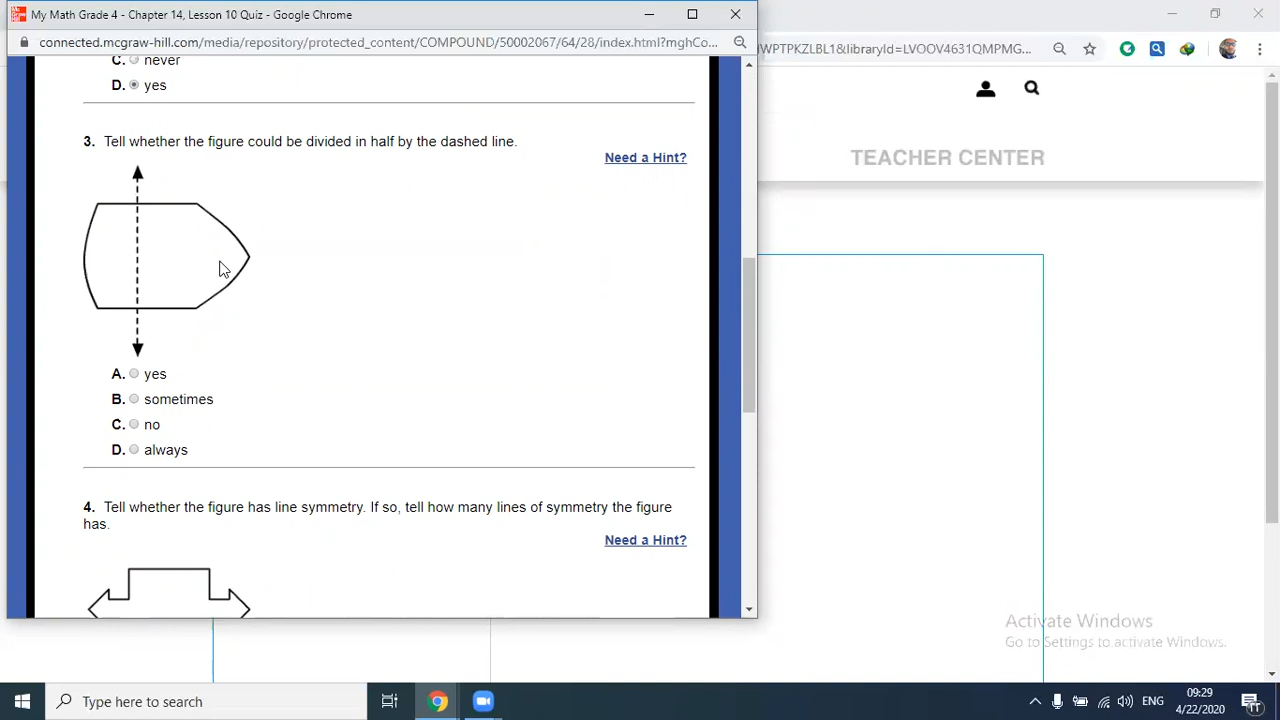 My Math Grade 4 - Chapter 14, Lesson 10 Quiz - Google Chrome
connected.mcgraw-hill.com/media/repository/protected_content/COMPOUND/50002067/64/28/index.html?mghCo...
WPTPKZLBL1&libraryId=LVOOV4631QMPMG...
TEACHER CENTER
C. never
D. yes
3. Tell whether the figure could be divided in half by the dashed line.
Need a Hint?
A. yes
B. sometimes
C. no
D. always
4. Tell whether the figure has line symmetry. If so, tell how many lines of symmetry the figure
has.
Need a Hint?
Activate Windows
Go to Settings to activate Windows.
Type here to search
ENG
09:29
4/22/2020